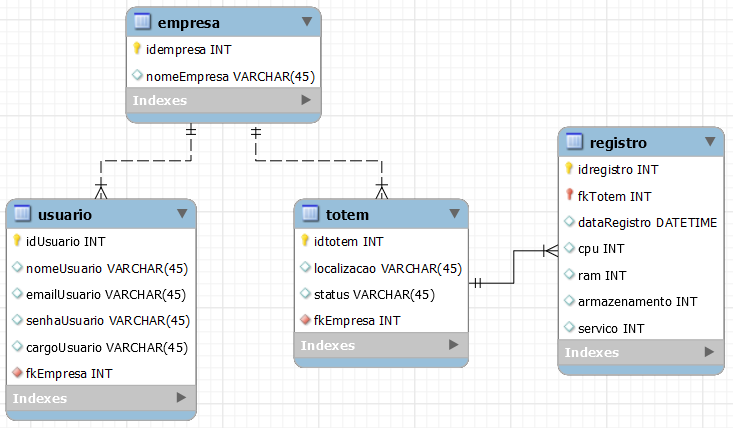 empresa
idempresa INT
nomeEmpresa VARCHAR(45)
Indexes
usuario
idUsuario INT
nomeUsuario VARCHAR(45)
emailUsuario VARCHAR(45)
senhaUsuario VARCHAR(45)
cargoUsuario VARCHAR(45)
fkEmpresa INT
Indexes
totem
idtotem INT
localizacao VARCHAR(45)
status VARCHAR(45)
fkEmpresa INT
Indexes
registro
idregistro INT
fkTotem INT
dataRegistro DATETIME
cpu INT
ram INT
armazenamento INT
servico INT
Indexes